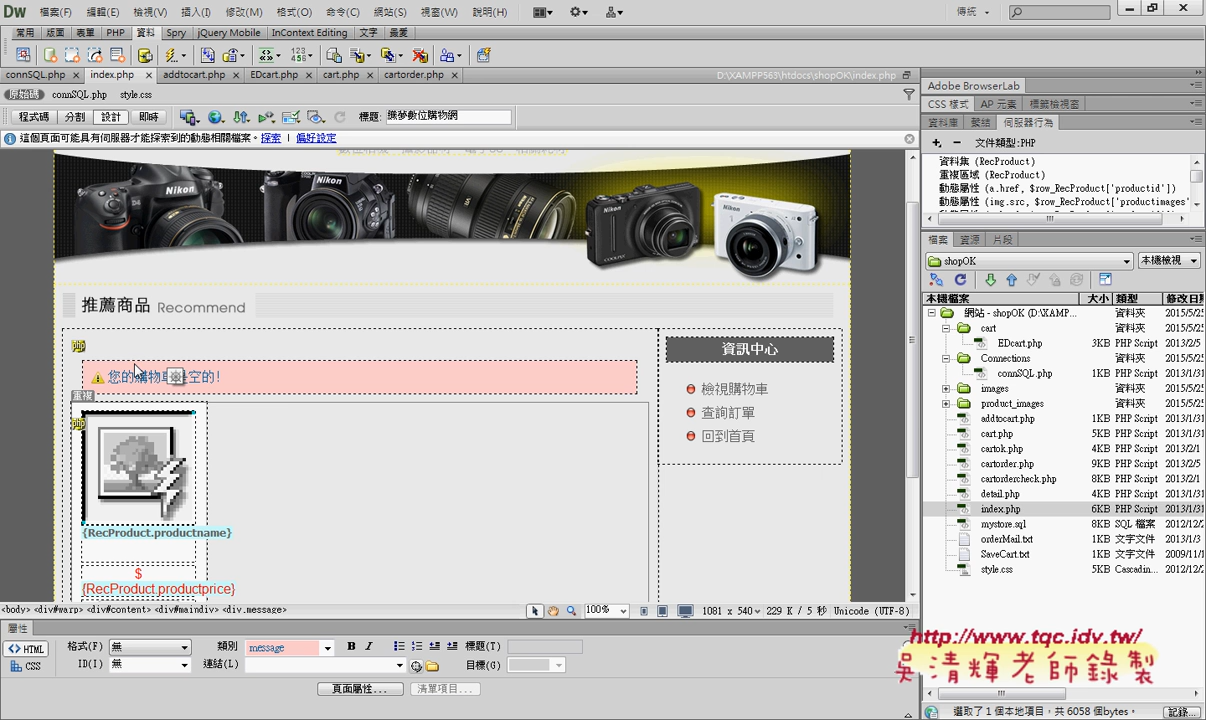 Dw 檔案(F) 編輯(E) 檢視(V) 插入(I) 修改(M) 格式(O) 命令(C) 網站(S) 視窗(W) 說明(H) 傳統
常用 版面 表單 PHP 資料 Spry jQuery Mobile InContext Editing 文字 最愛
connSQL.php index.php addtocart.php EDcart.php cart.php cartorder.php D:\XAMPP563\htdocs\shopOK\index.php
原始碼 connSQL.php style.css
程式碼 分割 設計 即時 標題: 騰夢數位購物網
這個頁面可能具有伺服器才能探索到的動態相關檔案。 探索 | 偏好設定
Nikon
Nikon
Nikon
Nikon
推薦商品 Recommend
您的購物車是空的!
重複
{RecProduct.productname}
$
{RecProduct.productprice}
資訊中心
檢視購物車
查詢訂單
回到首頁
<body> <div#warp> <div#content> <div#maindiv> <div.message>
100% 1081 x 540 229 K / 5 秒 Unicode (UTF-8)
屬性
HTML 格式(F) 無 類別 message B I 標題(T)
CSS ID(I) 無 連結(L) 目標(G)
頁面屬性... 清單項目...
Adobe BrowserLab
CSS 樣式 AP 元素 標籤檢視窗
資料庫 繫結 伺服器行為
文件類型:PHP
資料集 (RecProduct)
重複區域 (RecProduct)
動態屬性 (a.href, $row_RecProduct['productid'])
動態屬性 (img.src, $row_RecProduct['productimages'
檔案 資源 片段
shopOK 本機檢視
本機檔案 大小 類型 修改日期
網站 - shopOK (D:\XAMP... 資料夾 2015/5/25
cart 資料夾 2015/5/25
EDcart.php 3KB PHP Script 2013/2/5
Connections 資料夾 2015/5/25
connSQL.php 1KB PHP Script 2013/1/31
images 資料夾 2015/5/25
product_images 資料夾 2015/5/25
addtocart.php 1KB PHP Script 2013/1/31
cart.php 5KB PHP Script 2013/1/31
cartok.php 4KB PHP Script 2013/2/1
cartorder.php 9KB PHP Script 2013/2/5
cartordercheck.php 8KB PHP Script 2013/2/1
detail.php 4KB PHP Script 2013/1/31
index.php 6KB PHP Script 2013/1/31
mystore.sql 8KB SQL 檔案 2012/12/2
orderMail.txt 1KB 文字文件 2013/1/3
SaveCart.txt 1KB 文字文件 2009/11/1
style.css 5KB Cascadin... 2012/12/2
http://www.tqc.idv.tw/
吳清輝老師錄製
選取了 1 個本地項目，共 6058 個bytes。 記錄...